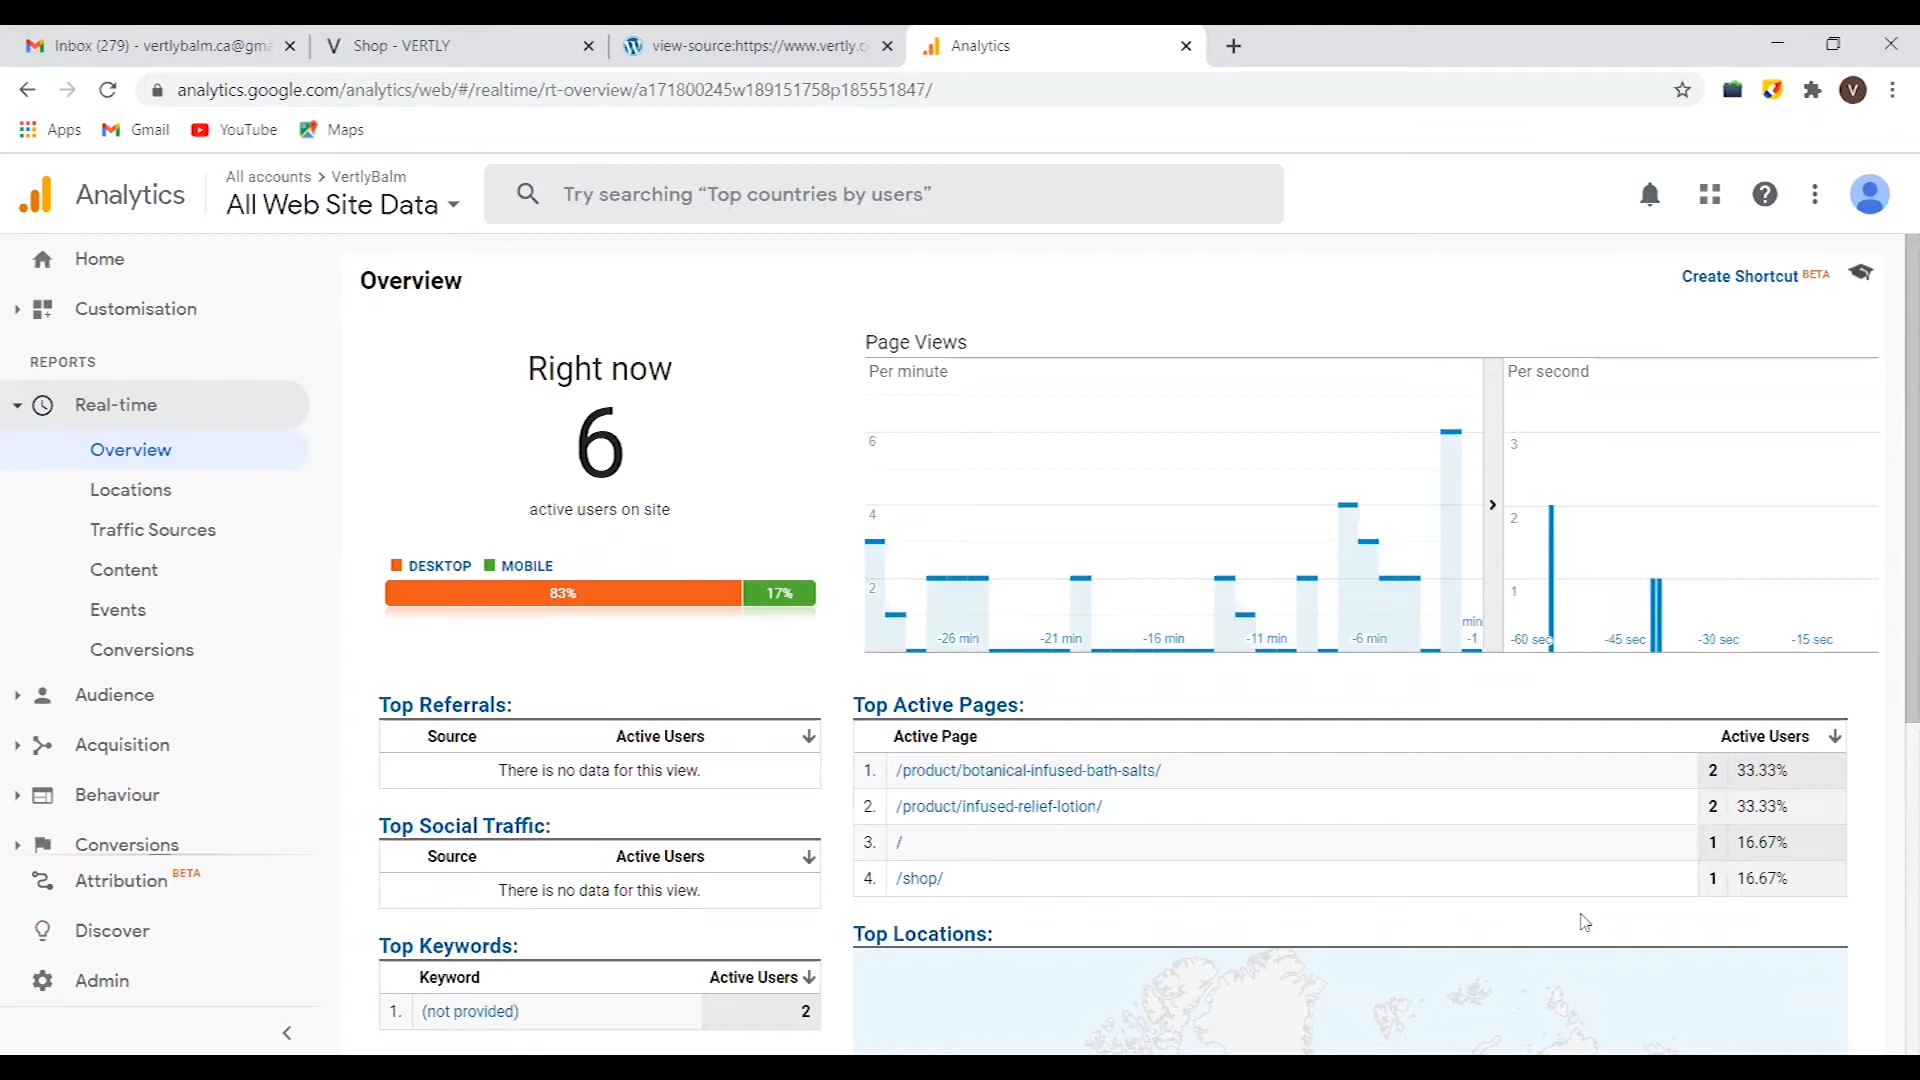 Inbox (279) - vertlybalm.ca@gma
Shop - VERTLY
view-source:https://www.vertly.c
Analytics
analytics.google.com/analytics/web/#/realtime/rt-overview/a171800245w189151758p185551847/
V
Apps
Gmail
YouTube
Maps
Analytics
All accounts > VertlyBalm
All Web Site Data
Try searching “Top countries by users”
Home
Customisation
REPORTS
Real-time
Overview
Locations
Traffic Sources
Content
Events
Conversions
Audience
Acquisition
Behaviour
Conversions
Attribution BETA
Discover
Admin
Overview
Create Shortcut BETA
Right now
6
active users on site
DESKTOP MOBILE
83% 17%
Page Views
Per minute
6
4
2
-26 min -21 min -16 min -11 min -6 min min -1
Per second
3
2
1
-60 sec -45 sec -30 sec -15 sec
Top Referrals:
Source Active Users
There is no data for this view.
Top Social Traffic:
Source Active Users
There is no data for this view.
Top Keywords:
Keyword Active Users
1. (not provided) 2
Top Active Pages:
Active Page Active Users
1. /product/botanical-infused-bath-salts/ 2 33.33%
2. /product/infused-relief-lotion/ 2 33.33%
3. / 1 16.67%
4. /shop/ 1 16.67%
Top Locations: